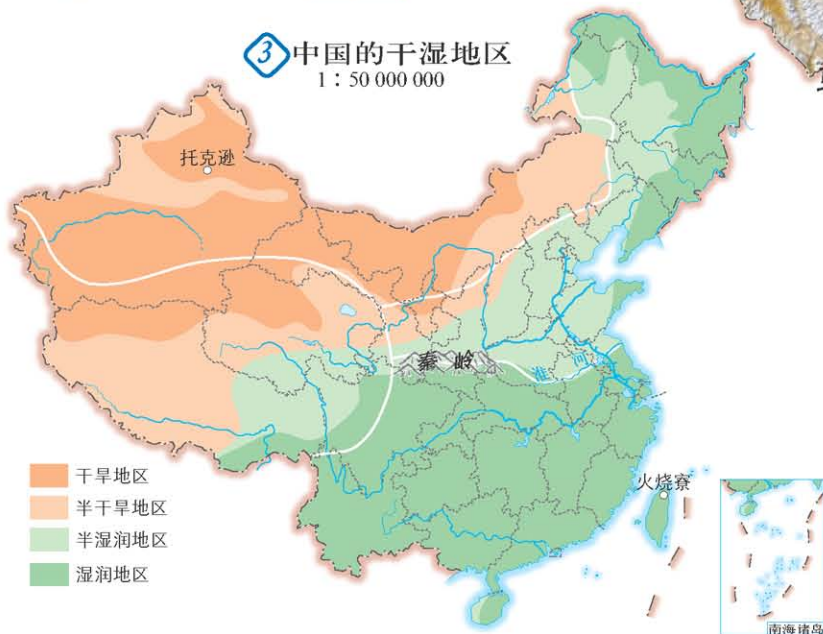 3 中国的干湿地区
1：50 000 000
托克逊
秦岭
淮河
火烧寮
干旱地区
半干旱地区
半湿润地区
湿润地区
南海诸岛